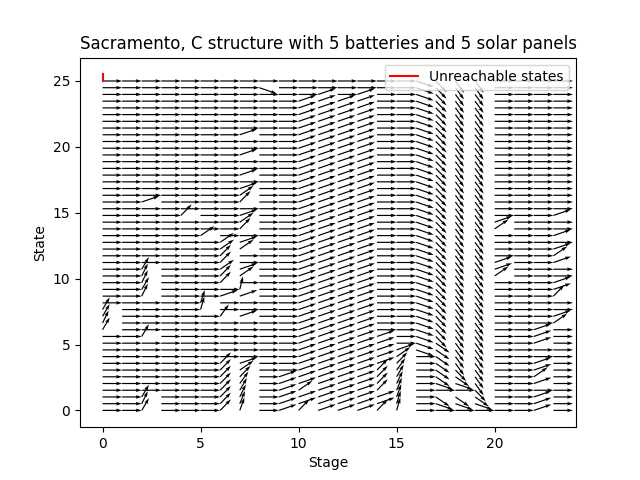 Sacramento, C structure with 5 batteries and 5 solar panels
Unreachable states
25
20
15
10
5
0
State
0 5 10 15 20
Stage